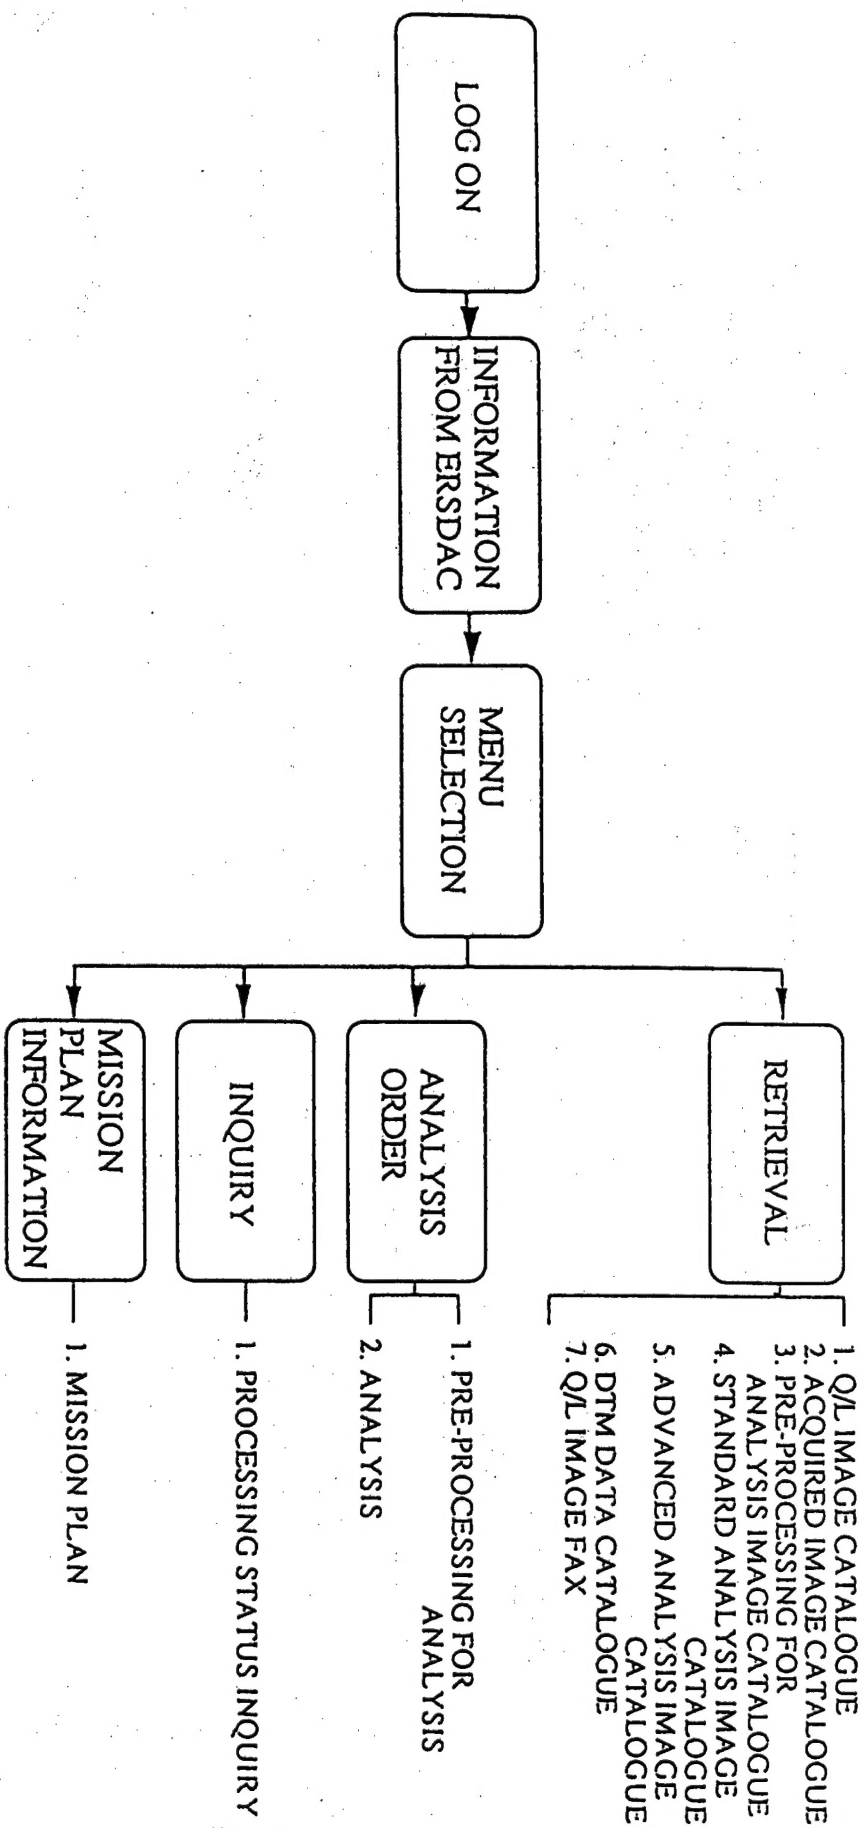 LOG ON
INFORMATION
FROM ERSDAC
MENU
SELECTION
RETRIEVAL
1. Q/L IMAGE CATALOGUE
2. ACQUIRED IMAGE CATALOGUE
3. PRE-PROCESSING FOR
ANALYSIS IMAGE CATALOGUE
4. STANDARD ANALYSIS IMAGE
CATALOGUE
5. ADVANCED ANALYSIS IMAGE
CATALOGUE
6. DTM DATA CATALOGUE
7. Q/L IMAGE FAX
ANALYSIS
ORDER
1. PRE-PROCESSING FOR
ANALYSIS
2. ANALYSIS
INQUIRY
1. PROCESSING STATUS INQUIRY
MISSION
PLAN
INFORMATION
1. MISSION PLAN